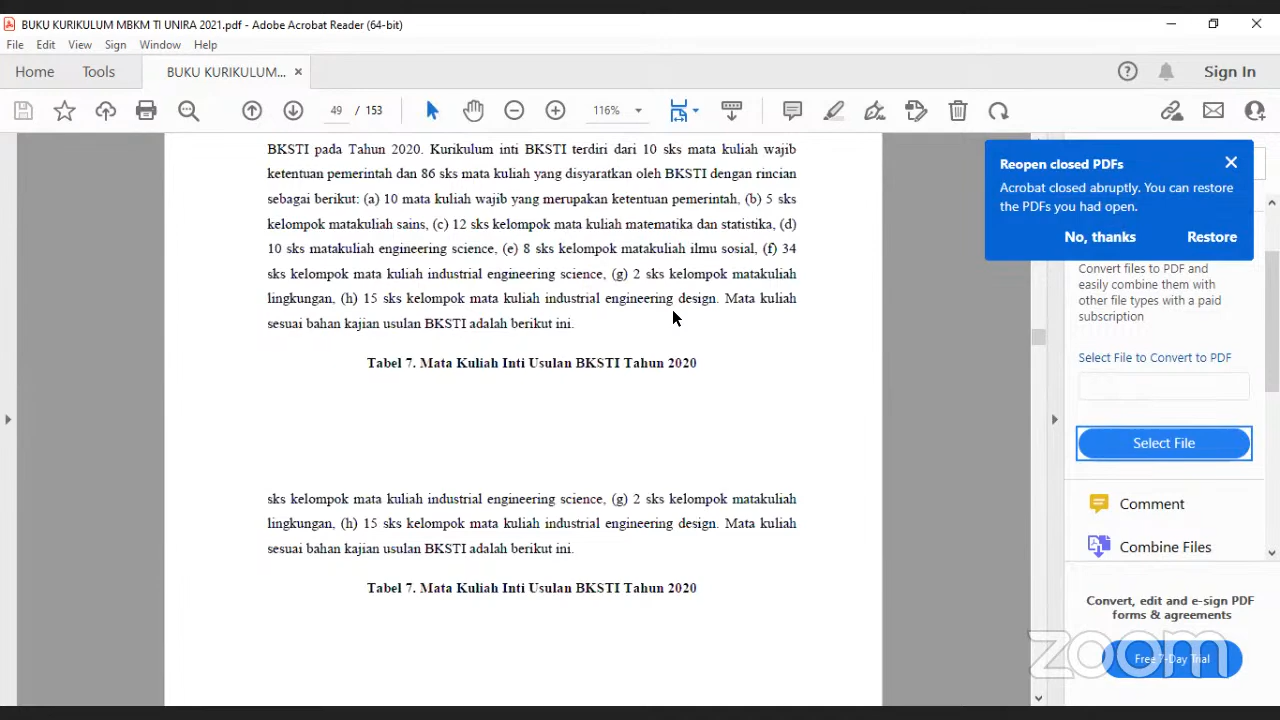 BUKU KURIKULUM MBKM TI UNIRA 2021.pdf - Adobe Acrobat Reader (64-bit)
File Edit View Sign Window Help
Home Tools BUKU KURIKULUM... × Sign In
49 / 153 116%
BKSTI pada Tahun 2020. Kurikulum inti BKSTI terdiri dari 10 sks mata kuliah wajib
ketentuan pemerintah dan 86 sks mata kuliah yang disyaratkan oleh BKSTI dengan rincian
sebagai berikut: (a) 10 mata kuliah wajib yang merupakan ketentuan pemerintah, (b) 5 sks
kelompok matakuliah sains, (c) 12 sks kelompok mata kuliah matematika dan statistika, (d)
10 sks matakuliah engineering science, (e) 8 sks kelompok matakuliah ilmu sosial, (f) 34
sks kelompok mata kuliah industrial engineering science, (g) 2 sks kelompok matakuliah
lingkungan, (h) 15 sks kelompok mata kuliah industrial engineering design. Mata kuliah
sesuai bahan kajian usulan BKSTI adalah berikut ini.
Tabel 7. Mata Kuliah Inti Usulan BKSTI Tahun 2020
sks kelompok mata kuliah industrial engineering science, (g) 2 sks kelompok matakuliah
lingkungan, (h) 15 sks kelompok mata kuliah industrial engineering design. Mata kuliah
sesuai bahan kajian usulan BKSTI adalah berikut ini.
Tabel 7. Mata Kuliah Inti Usulan BKSTI Tahun 2020
Reopen closed PDFs
Acrobat closed abruptly. You can restore
the PDFs you had open.
No, thanks Restore
Convert files to PDF and
easily combine them with
other file types with a paid
subscription
Select File to Convert to PDF
Select File
Comment
Combine Files
Convert, edit and e-sign PDF
forms & agreements
Free 7-Day Trial
zoom